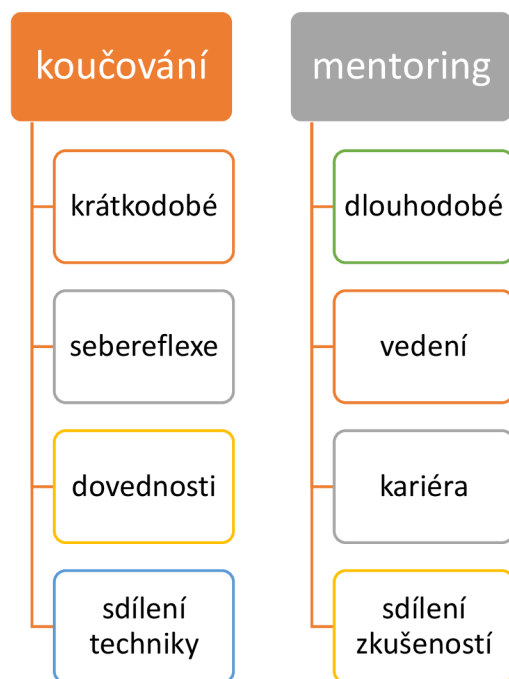 koučování
krátkodobé
sebereflexe
dovednosti
sdílení
techniky
mentoring
dlouhodobé
vedení
kariéra
sdílení
zkušeností